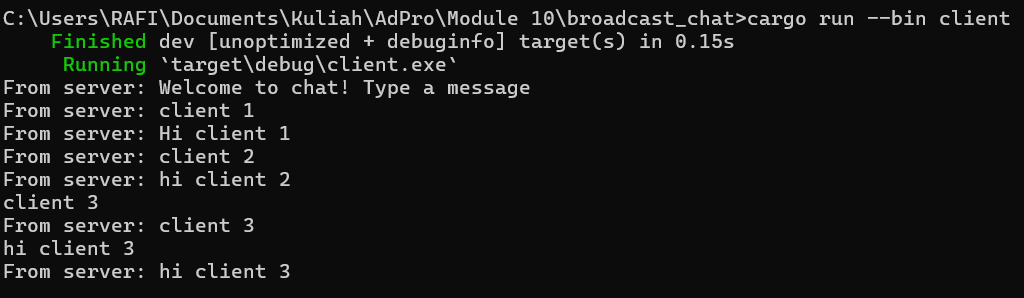 C:\Users\RAFI\Documents\Kuliah\AdPro\Module 10\broadcast_chat>cargo run --bin client
    Finished dev [unoptimized + debuginfo] target(s) in 0.15s
     Running `target\debug\client.exe`
From server: Welcome to chat! Type a message
From server: client 1
From server: Hi client 1
From server: client 2
From server: hi client 2
client 3
From server: client 3
hi client 3
From server: hi client 3